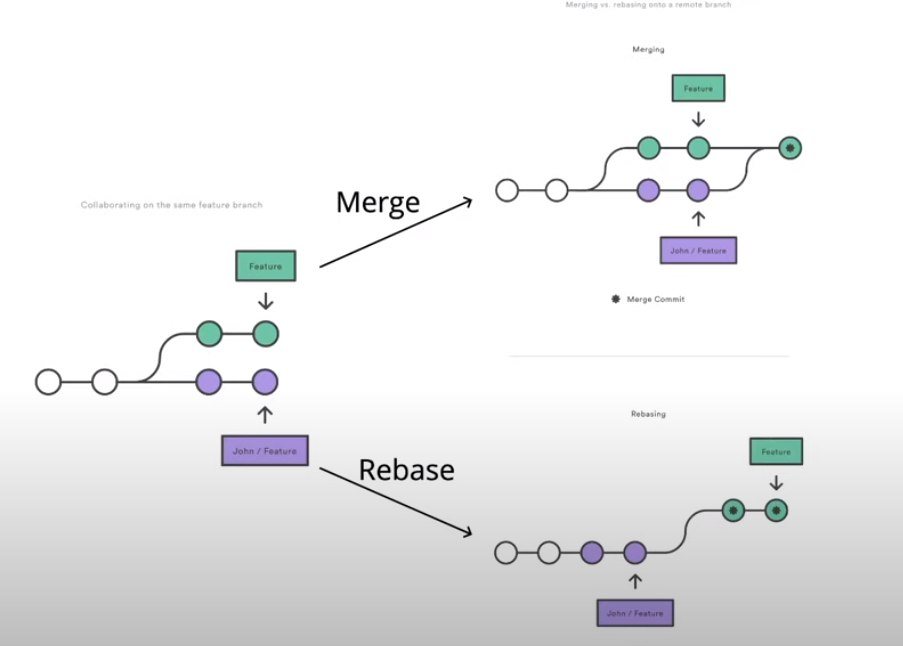 Merging vs. rebasing onto a remote branch
Merging
Feature
Merge
Collaborating on the same feature branch
John / Feature
Feature
Merge Commit
John / Feature
Rebasing
Feature
Rebase
John / Feature